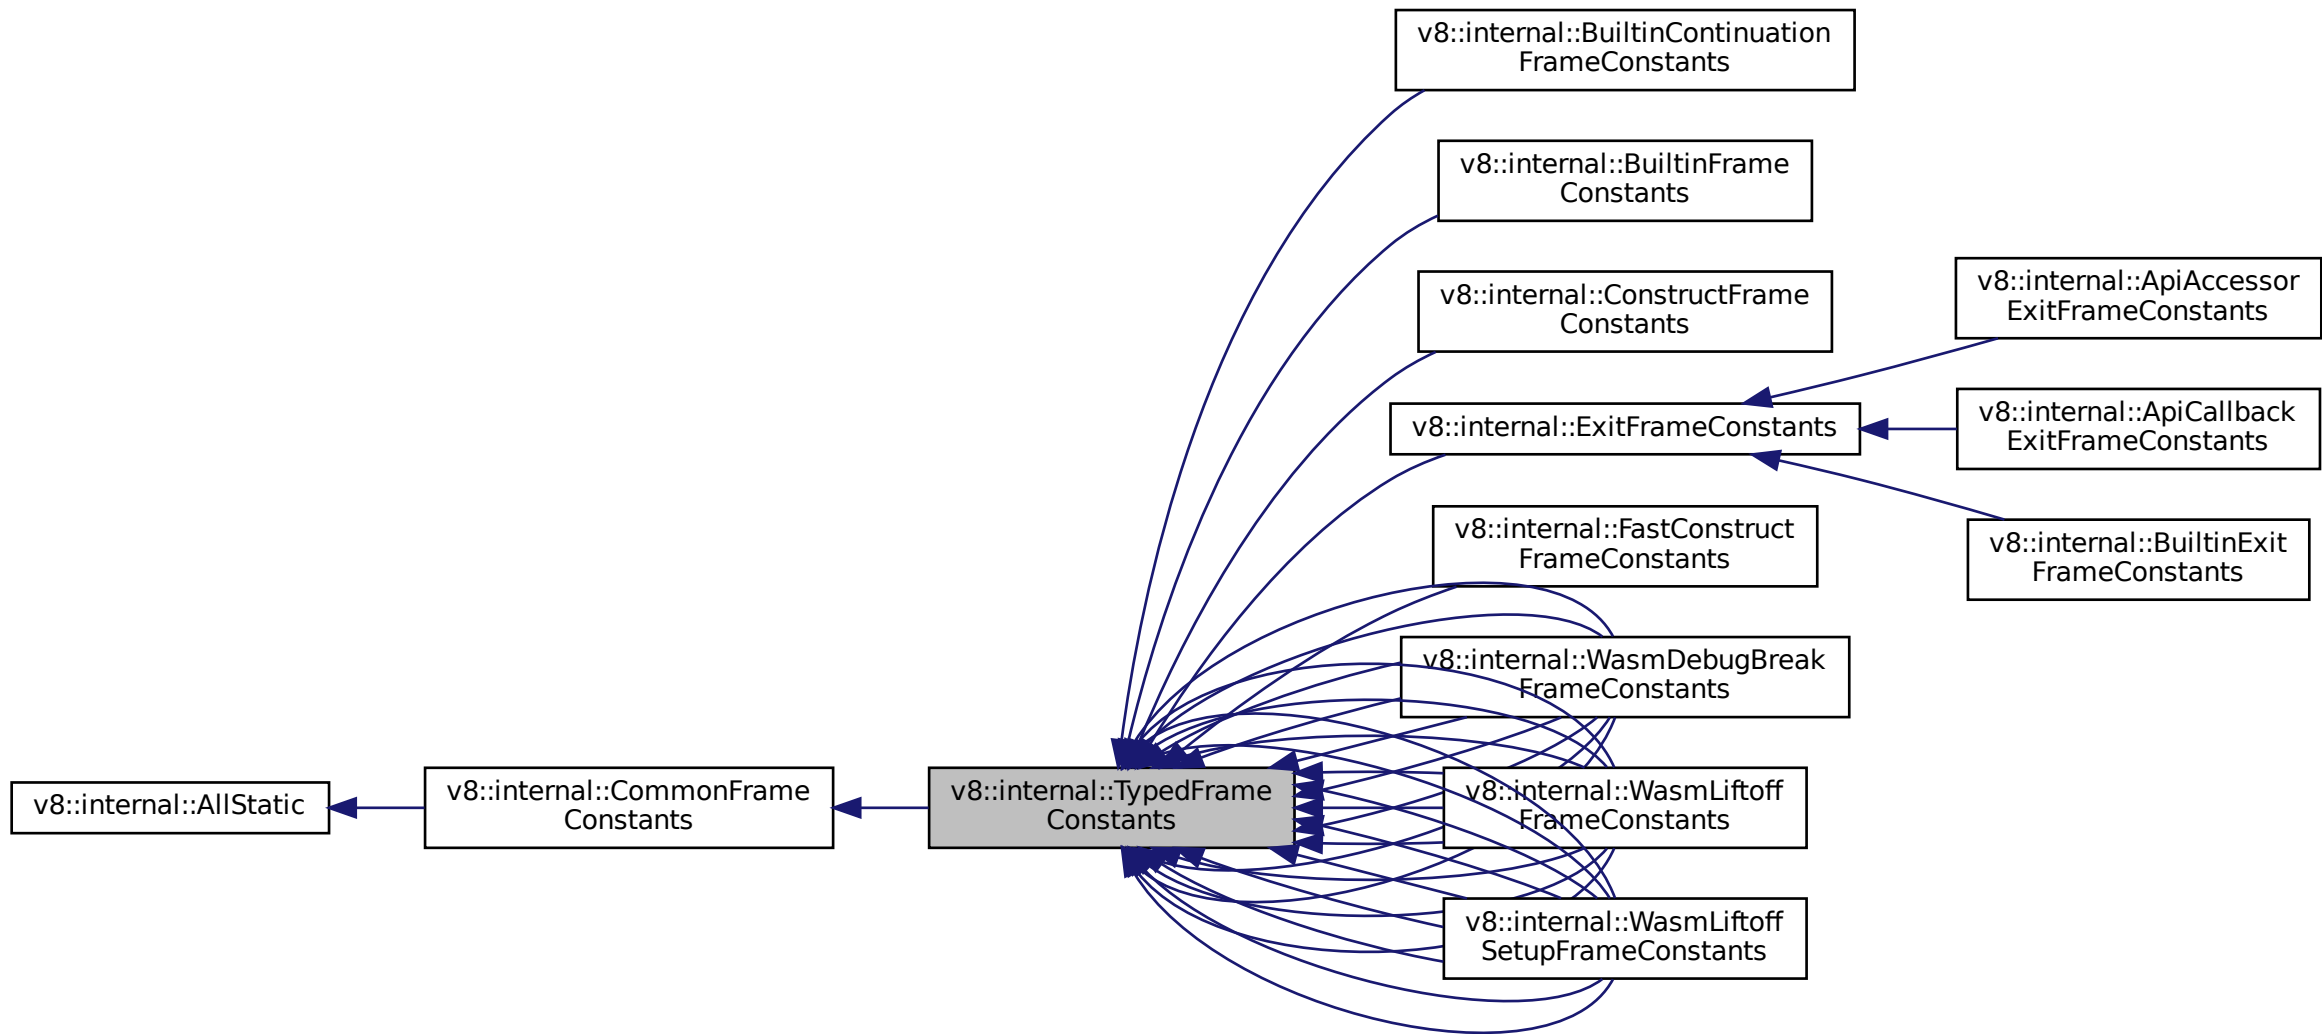 v8::internal::AllStatic
v8::internal::CommonFrame
Constants
v8::internal::TypedFrame
Constants
v8::internal::BuiltinContinuation
FrameConstants
v8::internal::BuiltinFrame
Constants
v8::internal::ConstructFrame
Constants
v8::internal::ExitFrameConstants
v8::internal::FastConstruct
FrameConstants
v8::internal::WasmDebugBreak
FrameConstants
v8::internal::WasmLiftoff
FrameConstants
v8::internal::WasmLiftoff
SetupFrameConstants
v8::internal::ApiAccessor
ExitFrameConstants
v8::internal::ApiCallback
ExitFrameConstants
v8::internal::BuiltinExit
FrameConstants